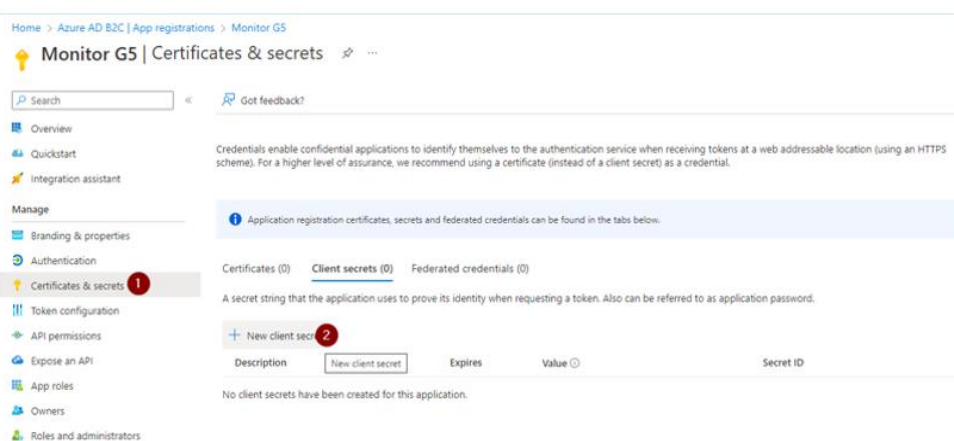 Home > Azure AD B2C | App registrations > Monitor G5
Monitor G5 | Certificates & secrets
Search
Got feedback?
Overview
Quickstart
Integration assistant
Credentials enable confidential applications to identify themselves to the authentication service when receiving tokens at a web addressable location (using an HTTPS
scheme). For a higher level of assurance, we recommend using a certificate (instead of a client secret) as a credential.
Manage
Branding & properties
Authentication
Certificates & secrets 1
Token configuration
API permissions
Expose an API
App roles
Owners
Roles and administrators
Application registration certificates, secrets and federated credentials can be found in the tabs below.
Certificates (0) Client secrets (0) Federated credentials (0)
A secret string that the application uses to prove its identity when requesting a token. Also can be referred to as application password.
New client secr 2
Description New client secret Expires Value Secret ID
No client secrets have been created for this application.